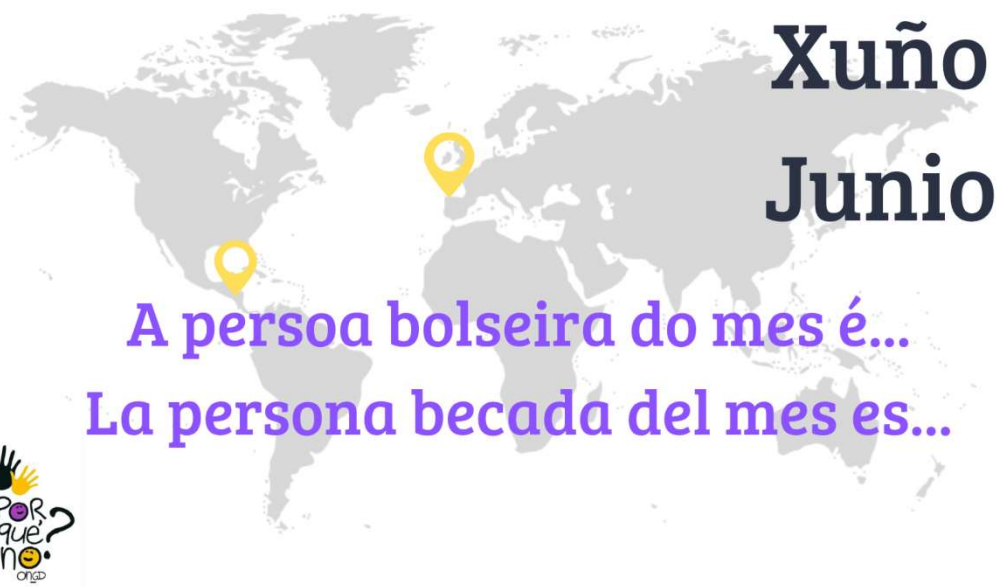 Xuño
Junio
A persoa bolseira do mes é...
La persona becada del mes es...
POR
qué?
no.
ONGD